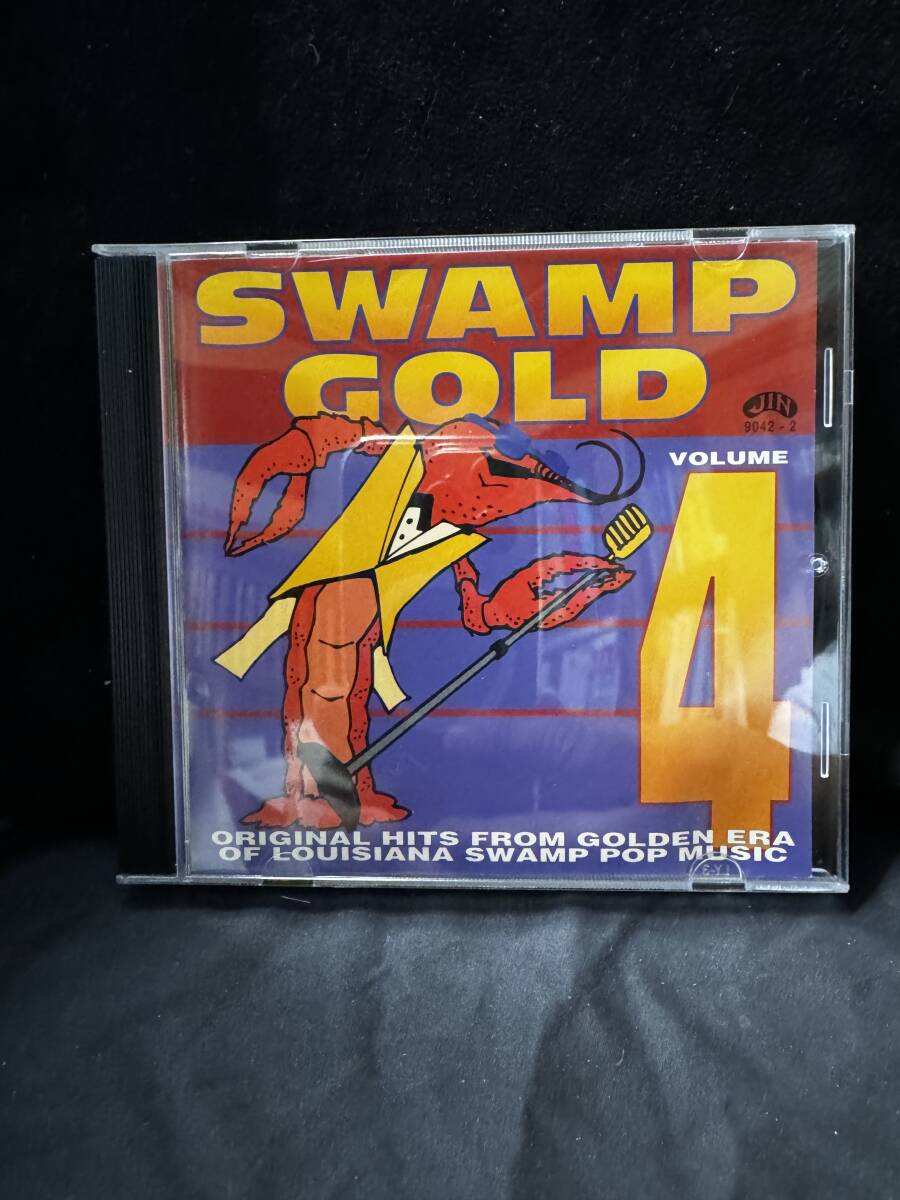 SWAMP
GOLD
JIN
9042 - 2
VOLUME
4
ORIGINAL HITS FROM GOLDEN ERA
OF LOUISIANA SWAMP POP MUSIC